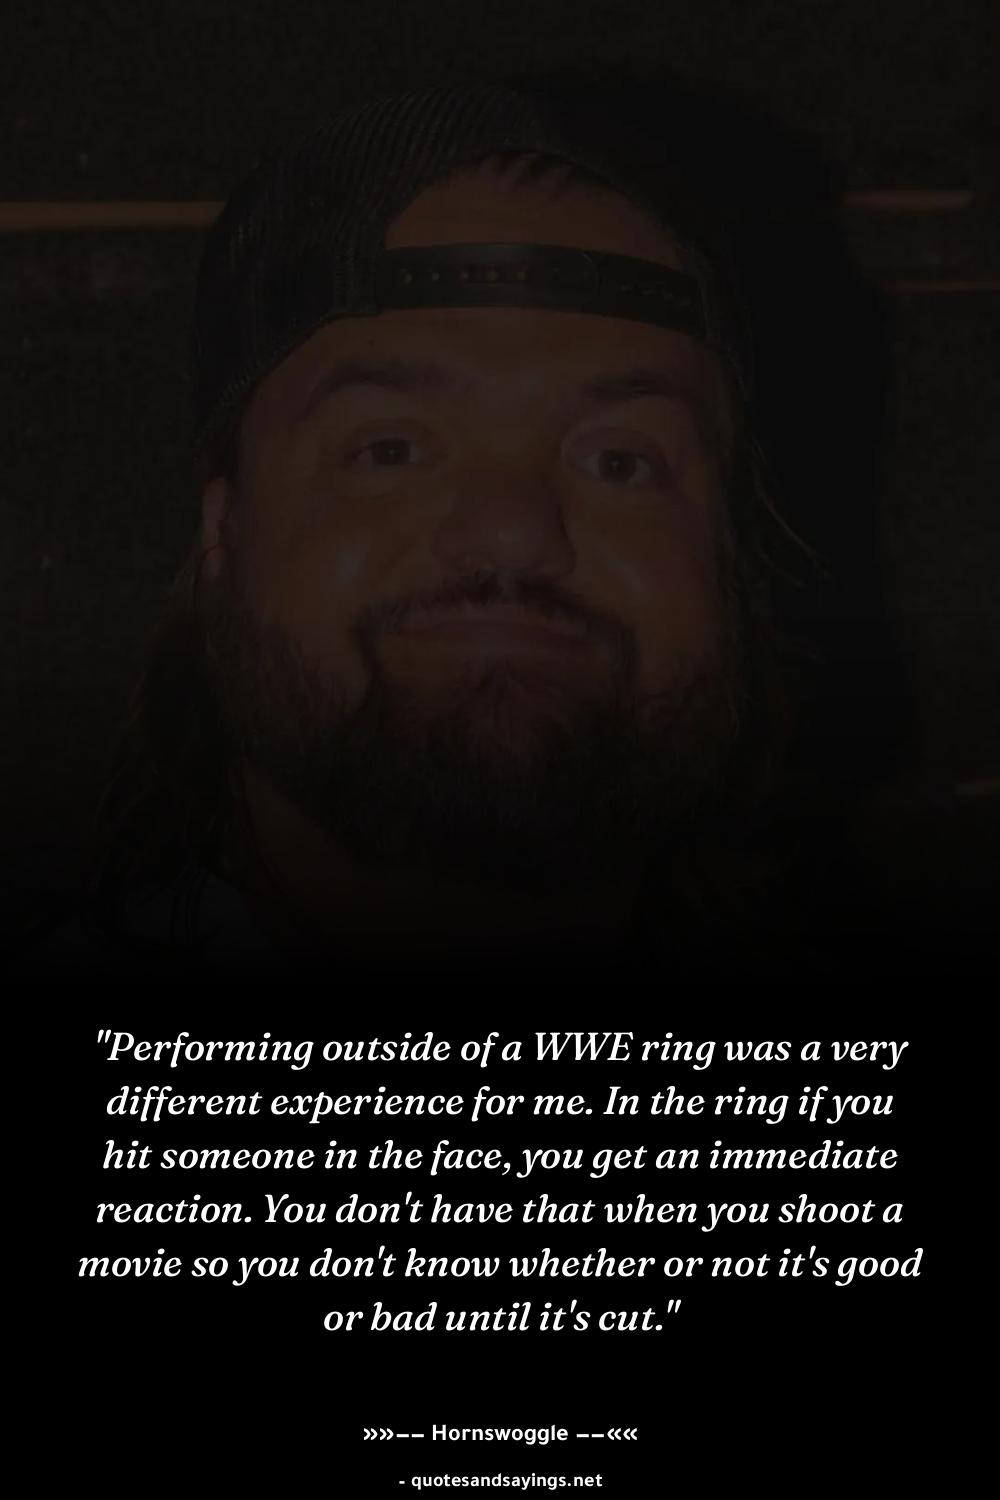 "Performing outside of a WWE ring was a very
different experience for me. In the ring if you
hit someone in the face, you get an immediate
reaction. You don't have that when you shoot a
movie so you don't know whether or not it's good
or bad until it's cut."
»»−− Hornswoggle −−««
- quotesandsayings.net